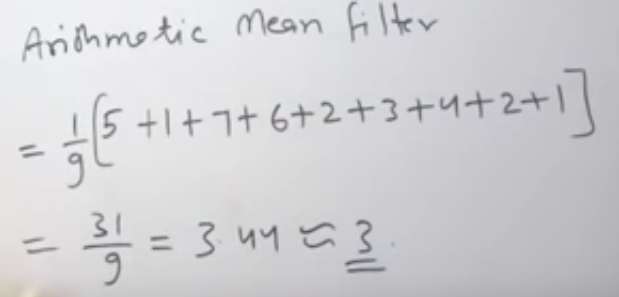 Arithmetic Mean Filter
= 1/9 [5 +1+7+6+2+3+4+2+1]
= 31/9 = 3.44 ≈ 3.